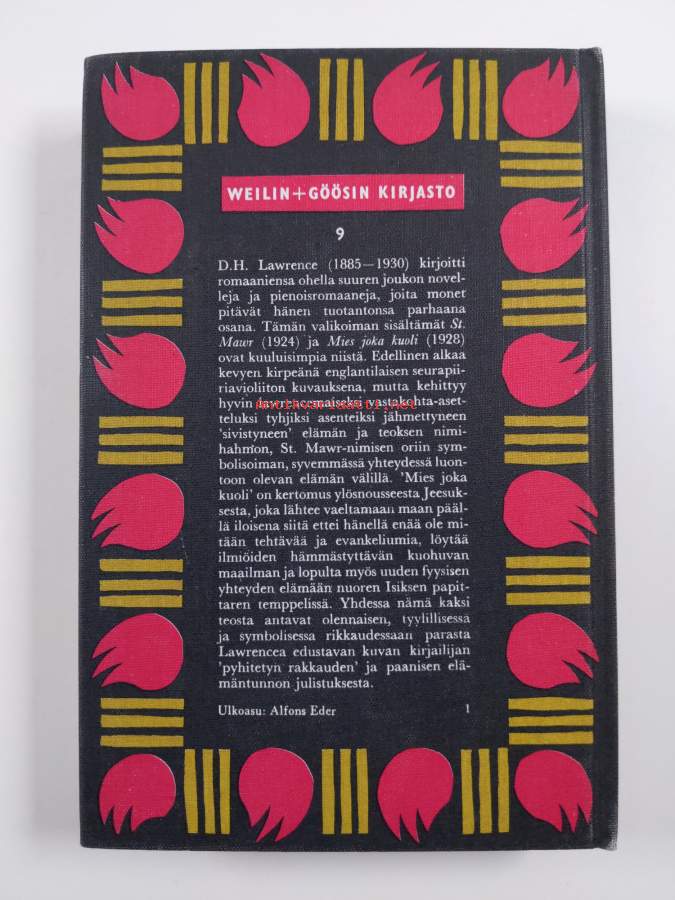 WEILIN+GÖÖSIN KIRJASTO
9
D.H. Lawrence (1885—1930) kirjoitti
romaaniensa ohella suuren joukon novel-
leja ja pienoisromaaneja, joita monet
pitävät hänen tuotantonsa parhaana
osana. Tämän valikoiman sisältämät St.
Mawr (1924) ja Mies joka kuoli (1928)
ovat kuuluisimpia niistä. Edellinen alkaa
kevyen kirpeänä englantilaisen seurapii-
riavioliiton kuvauksena, mutta kehittyy
hyvin lawrencemaiseksi vastakohta-aset-
Antikvariaatti.net
teluksi tyhjiksi asenteiksi jähmettyneen
'sivistyneen' elämän ja teoksen nimi-
hahmon, St. Mawr-nimisen oriin sym-
bolisoiman, syvemmässä yhteydessä luon-
toon olevan elämän välillä. 'Mies joka
kuoli' on kertomus ylösnousseesta Jeesuk-
sesta, joka lähtee vaeltamaan maan pääl-
lä iloisena siitä ettei hänellä enää ole mi-
tään tehtävää ja evankeliumia, löytää
ilmiöiden hämmästyttävän kuohuvan
maailman ja lopulta myös uuden fyysisen
yhteyden elämään nuoren Isiksen papit-
taren temppelissä. Yhdessa nämä kaksi
teosta antavat olennaisen, tyylillisessä
ja symbolisessa rikkaudessaan parasta
Lawrencea edustavan kuvan kirjailijan
'pyhitetyn rakkauden' ja paanisen elä-
mäntunnon julistuksesta.
Ulkoasu: Alfons Eder 1